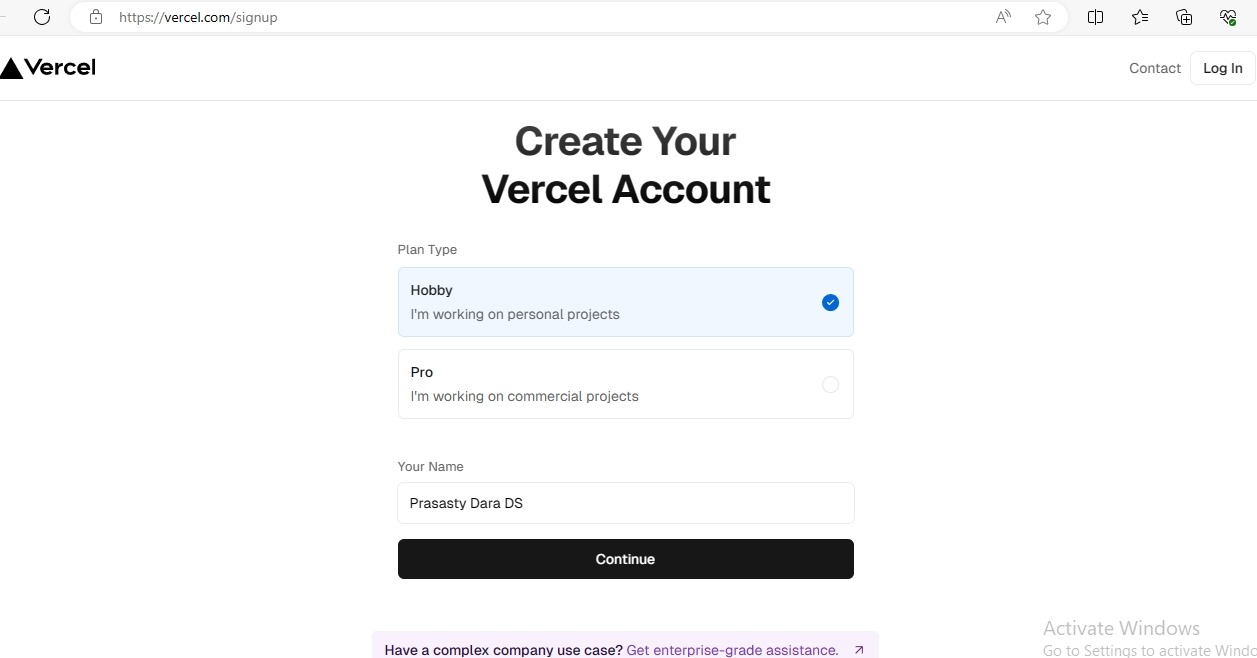 https://vercel.com/signup
Vercel
Contact
Log In
Create Your
Vercel Account
Plan Type
Hobby
I'm working on personal projects
Pro
I'm working on commercial projects
Your Name
Prasasty Dara DS
Continue
Have a complex company use case? Get enterprise-grade assistance.
Activate Windows
Go to Settings to activate Windo